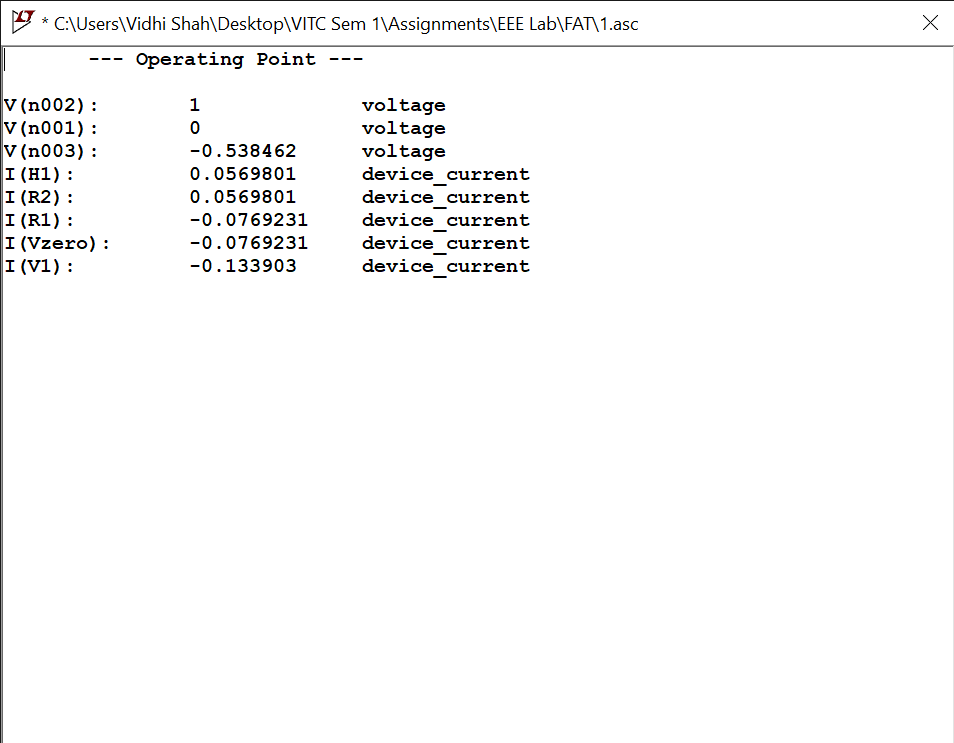 * C:\Users\Vidhi Shah\Desktop\VITC Sem 1\Assignments\EEE Lab\FAT\1.asc
--- Operating Point ---
V(n002): 1 voltage
V(n001): 0 voltage
V(n003): -0.538462 voltage
I(H1): 0.0569801 device_current
I(R2): 0.0569801 device_current
I(R1): -0.0769231 device_current
I(Vzero): -0.0769231 device_current
I(V1): -0.133903 device_current